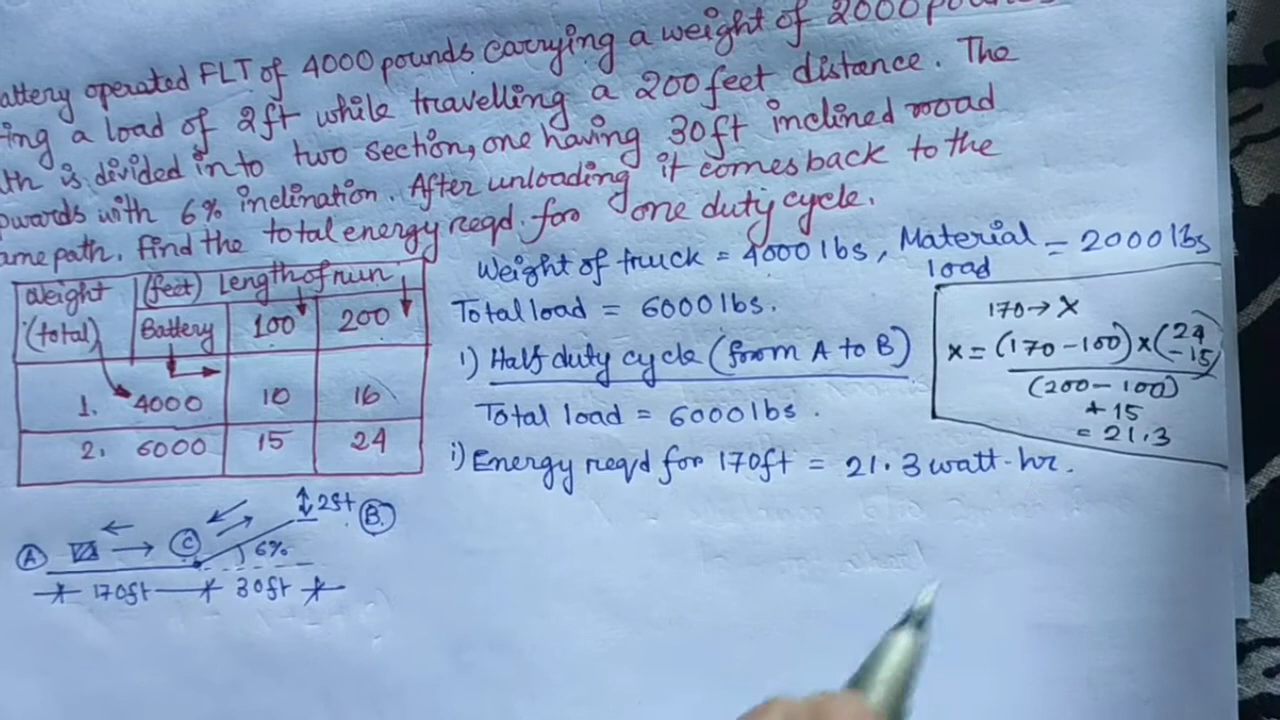 attery operated FLT of 4000 pounds carrying a weight of 2000 pounds
ing a load of 2ft while travelling a 200 feet distance. The
th is divided in to two section, one having 30ft inclined road
pwards with 6% inclination. After unloading it comes back to the
ame path. Find the total energy reqd. for one duty cycle.
Weight (total)
(feet) Length of run
Battery 100 200
1. 4000 10 16
2. 6000 15 24
Weight of truck = 4000 lbs, Material load = 2000 lbs
Total load = 6000 lbs.
1) Half duty cycle (from A to B)
Total load = 6000 lbs.
i) Energy reqd for 170ft = 21.3 watt-hr.
170 → X
X = (170-100) × (24 - 15)
(200-100)
+ 15
= 21.3
2ft B
A C 6%
170ft 30ft